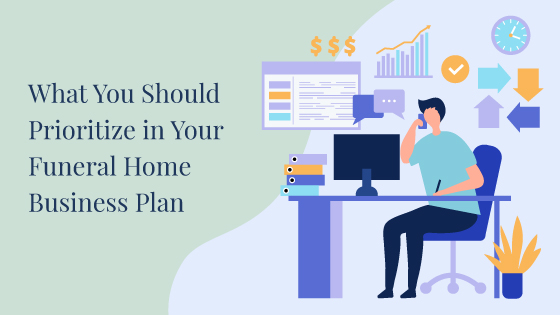 What You Should
Prioritize in Your
Funeral Home
Business Plan
$ $ $